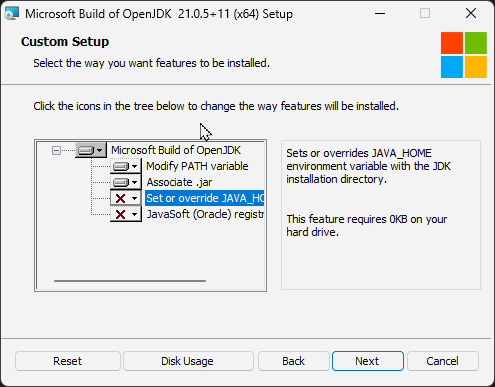 Microsoft Build of OpenJDK 21.0.5+11 (x64) Setup
Custom Setup
Select the way you want features to be installed.
Click the icons in the tree below to change the way features will be installed.
Microsoft Build of OpenJDK
Modify PATH variable
Associate .jar
Set or override JAVA_HO
JavaSoft (Oracle) registr
Sets or overrides JAVA_HOME
environment variable with the JDK
installation directory.
This feature requires 0KB on your
hard drive.
Reset
Disk Usage
Back
Next
Cancel